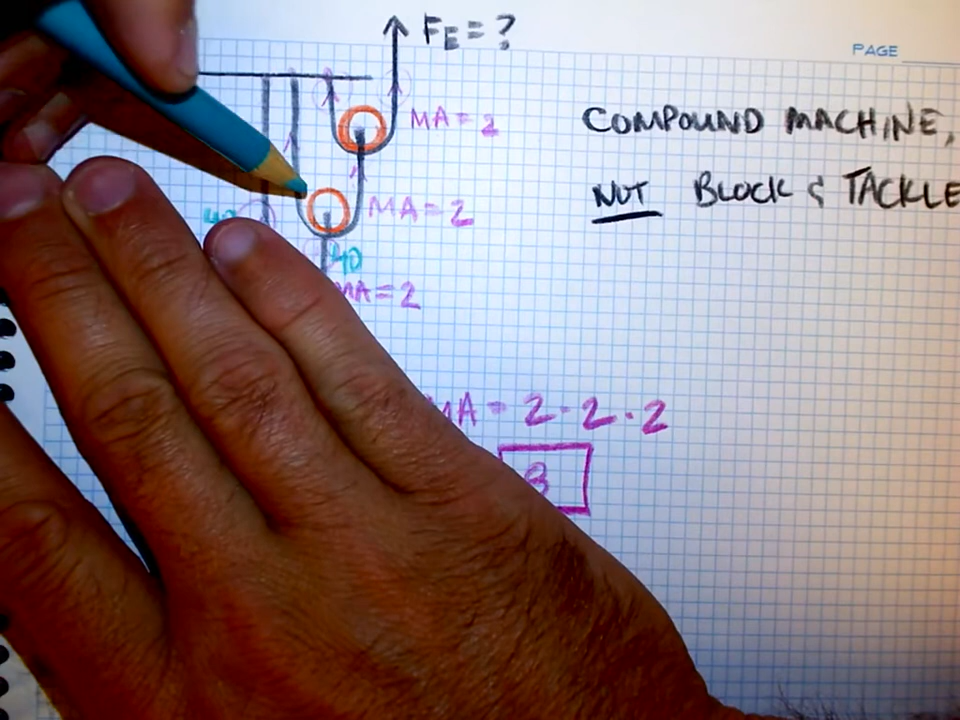 FE = ?
PAGE
MA = 2
COMPOUND MACHINE,
NOT BLOCK & TACKLE
MA = 2
40
MA = 2
MA = 2 · 2 · 2
8